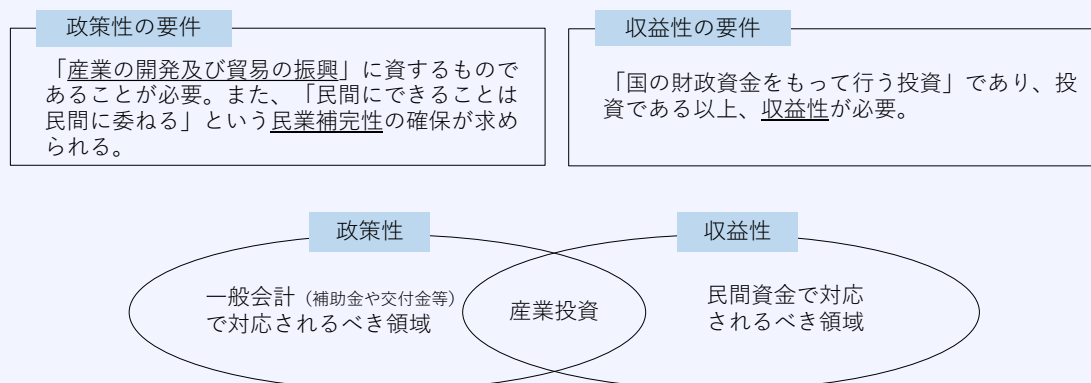 政策性の要件
「産業の開発及び貿易の振興」に資するもので
あることが必要。また、「民間にできることは
民間に委ねる」という民業補完性の確保が求め
られる。
収益性の要件
「国の財政資金をもって行う投資」であり、投
資である以上、収益性が必要。
政策性
収益性
一般会計（補助金や交付金等）
で対応されるべき領域
産業投資
民間資金で対応
されるべき領域